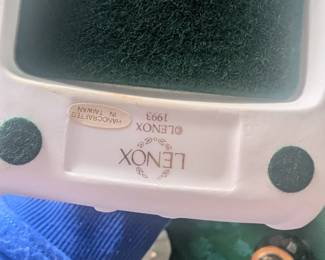 LENOX
©LENOX
1993
HANDCRAFTED
IN TAIWAN